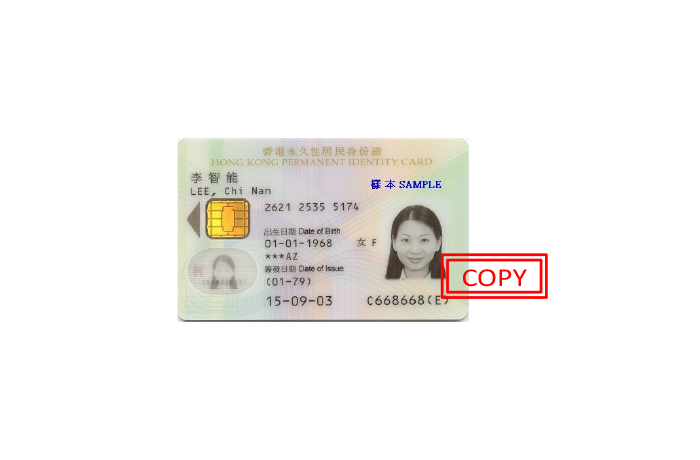 香港永久性居民身份證
HONG KONG PERMANENT IDENTITY CARD
李智能
LEE, Chi Nan
樣本 SAMPLE
2621 2535 5174
出生日期 Date of Birth
01-01-1968 女 F
***AZ
簽發日期 Date of Issue
(01-79)
15-09-03 C668668(E)
COPY